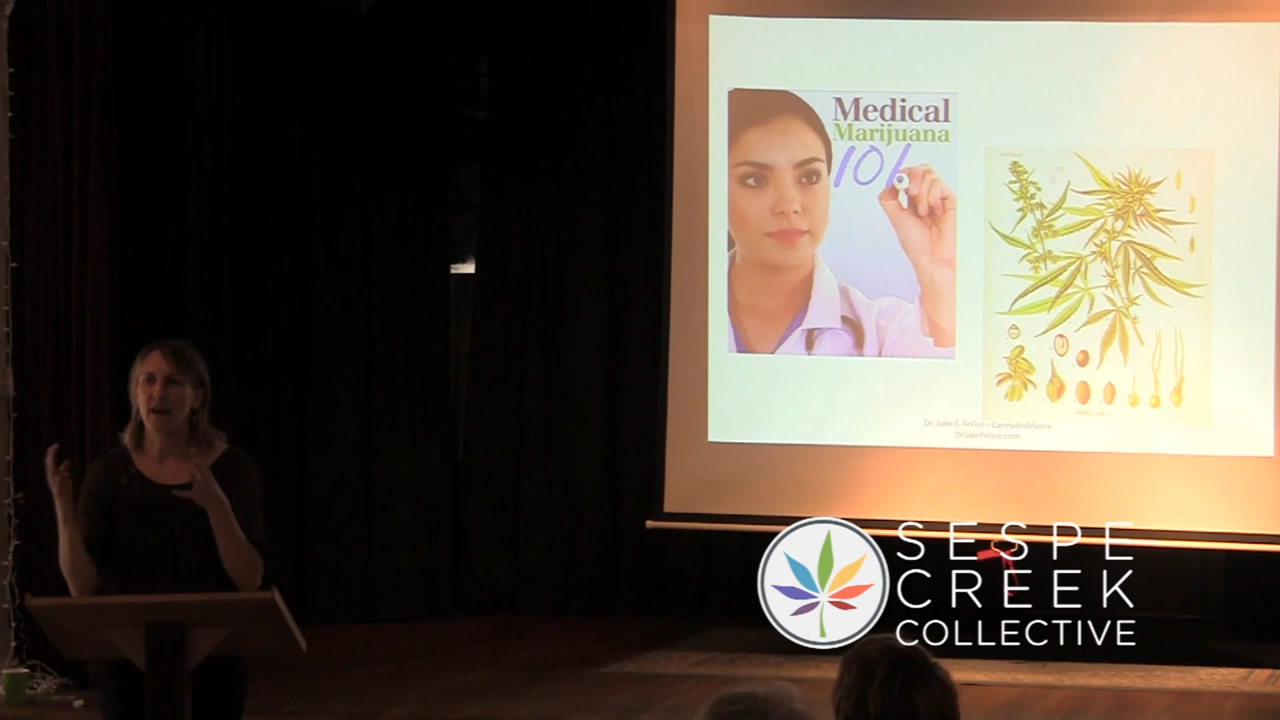 Medical
Marijuana
101
Dr. Jake F. Felice - CannabisMatrix
DrJakeFelice.com
SESPE
CREEK
COLLECTIVE